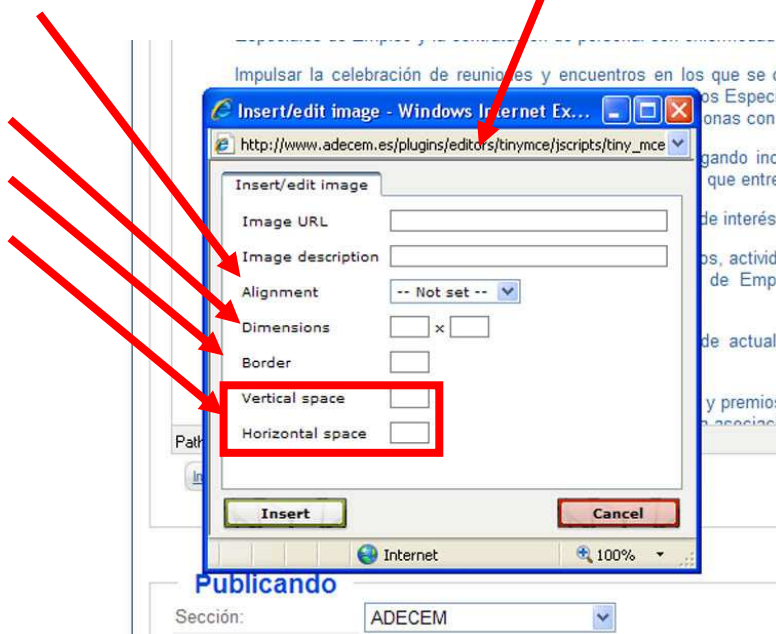 Impulsar la celebración de reuniones y encuentros en los que se
os Espec
onas con
Insert/edit image - Windows Internet Ex...
http://www.adecem.es/plugins/editors/tinymce/jscripts/tiny_mce
gando inc
que entre
Insert/edit image
Image URL
de interés
Image description
os, activid
de Emp
Alignment
-- Not set --
Dimensions
x
de actual
Border
Vertical space
y premios
Horizontal space
Path
In
Insert
Cancel
Internet
100%
Publicando
Sección:
ADECEM